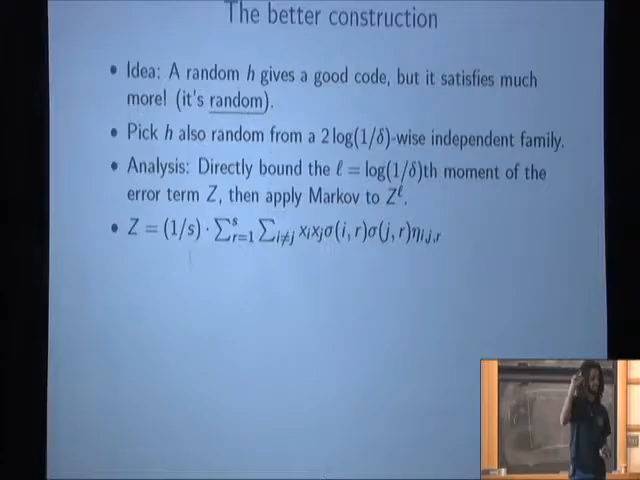 The better construction
• Idea: A random h gives a good code, but it satisfies much
more! (it's random).
• Pick h also random from a 2 log(1/δ)-wise independent family.
• Analysis: Directly bound the ℓ = log(1/δ)th moment of the
error term Z, then apply Markov to Z^ℓ.
• Z = (1/s) · ∑_{r=1}^{s} ∑_{i≠j} x_i x_j σ(i, r)σ(j, r)η_{i,j,r}